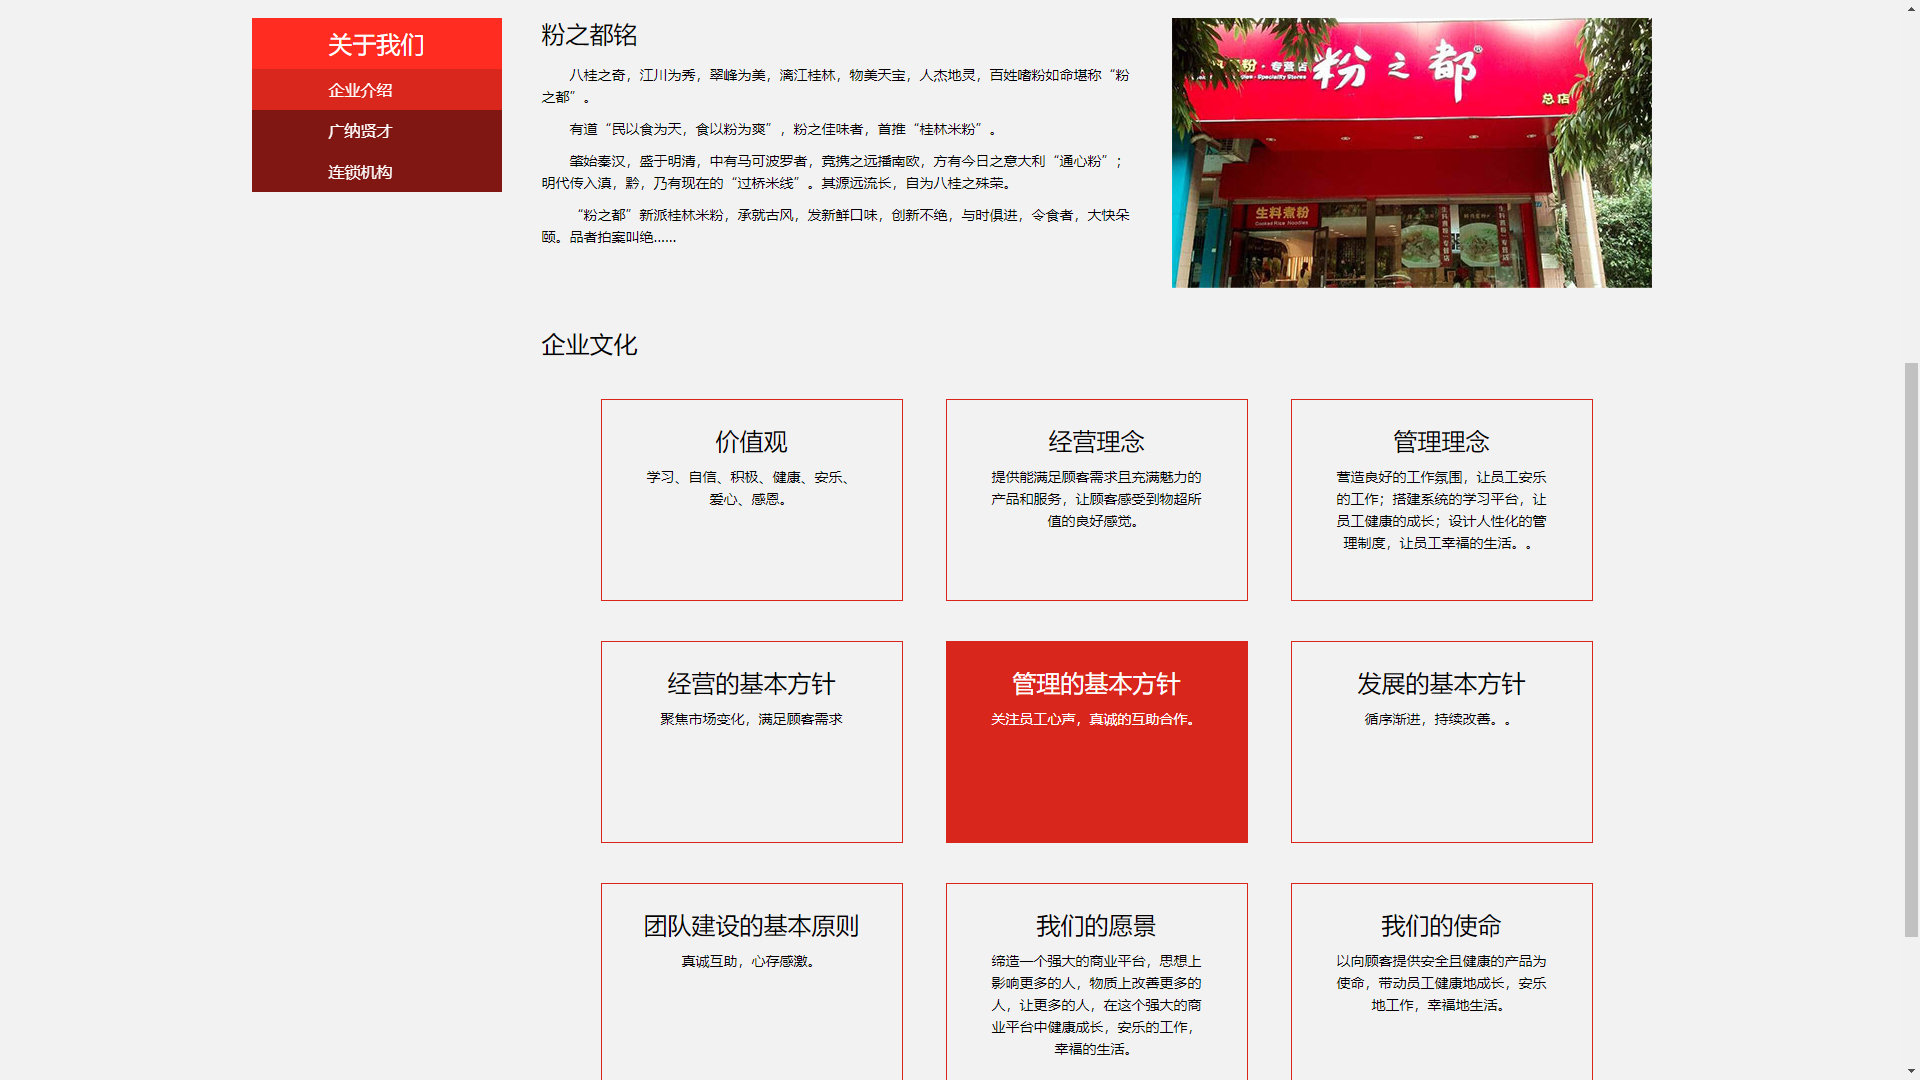 关于我们
企业介绍
广纳贤才
连锁机构
粉之都铭
八桂之奇，江川为秀，翠峰为美，漓江桂林，物美天宝，人杰地灵，百姓嗜粉如命堪称“粉
之都”。
有道“民以食为天，食以粉为爽”，粉之佳味者，首推“桂林米粉”。
肇始秦汉，盛于明清，中有马可波罗者，竟携之远播南欧，方有今日之意大利“通心粉”；
明代传入滇，黔，乃有现在的“过桥米线”。其源远流长，自为八桂之殊荣。
“粉之都”新派桂林米粉，承就古风，发新鲜口味，创新不绝，与时俱进，令食者，大快朵
颐。品者拍案叫绝......
粉·专营店
Speciality Stores
粉之都®
总店
生料煮粉
Cooked Rice Noodles
企业文化
价值观
学习、自信、积极、健康、安乐、
爱心、感恩。
经营理念
提供能满足顾客需求且充满魅力的
产品和服务，让顾客感受到物超所
值的良好感觉。
管理理念
营造良好的工作氛围，让员工安乐
的工作；搭建系统的学习平台，让
员工健康的成长；设计人性化的管
理制度，让员工幸福的生活。。
经营的基本方针
聚焦市场变化，满足顾客需求
管理的基本方针
关注员工心声，真诚的互助合作。
发展的基本方针
循序渐进，持续改善。。
团队建设的基本原则
真诚互助，心存感激。
我们的愿景
缔造一个强大的商业平台，思想上
影响更多的人，物质上改善更多的
人，让更多的人，在这个强大的商
业平台中健康成长，安乐的工作，
幸福的生活。
我们的使命
以向顾客提供安全且健康的产品为
使命，带动员工健康地成长，安乐
地工作，幸福地生活。